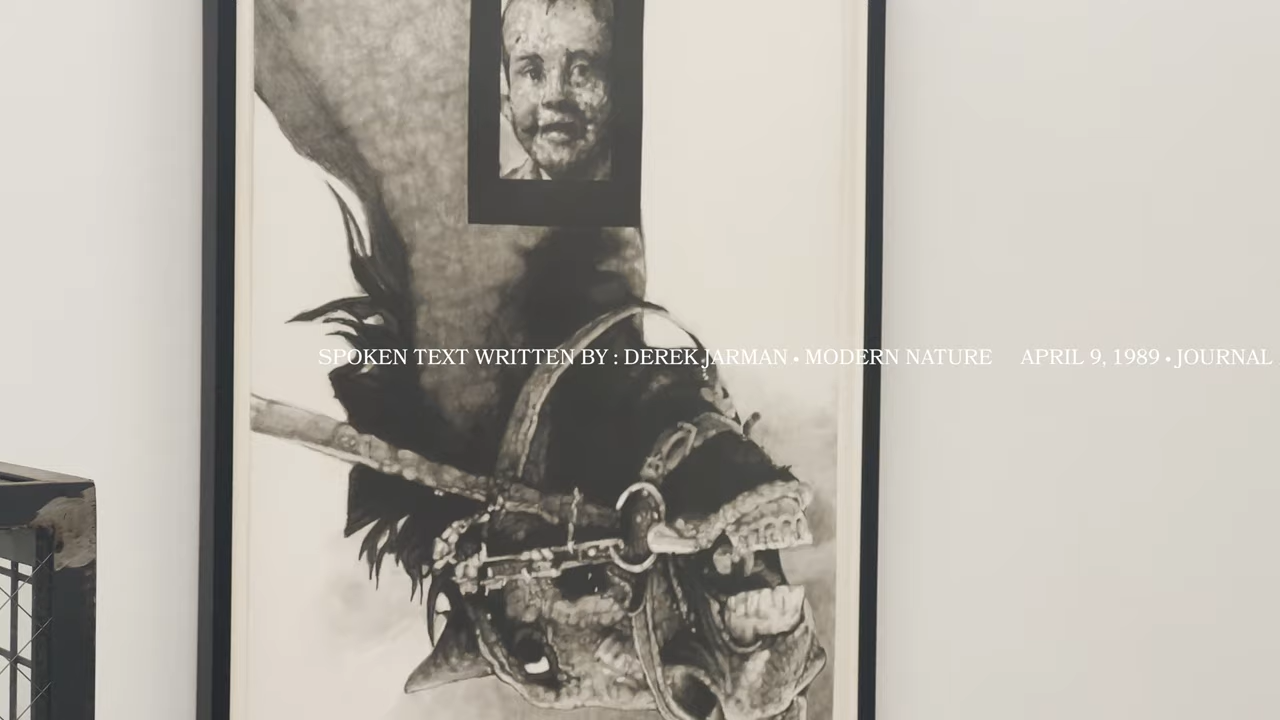 SPOKEN TEXT WRITTEN BY : DEREK JARMAN • MODERN NATURE APRIL 9, 1989 • JOURNAL